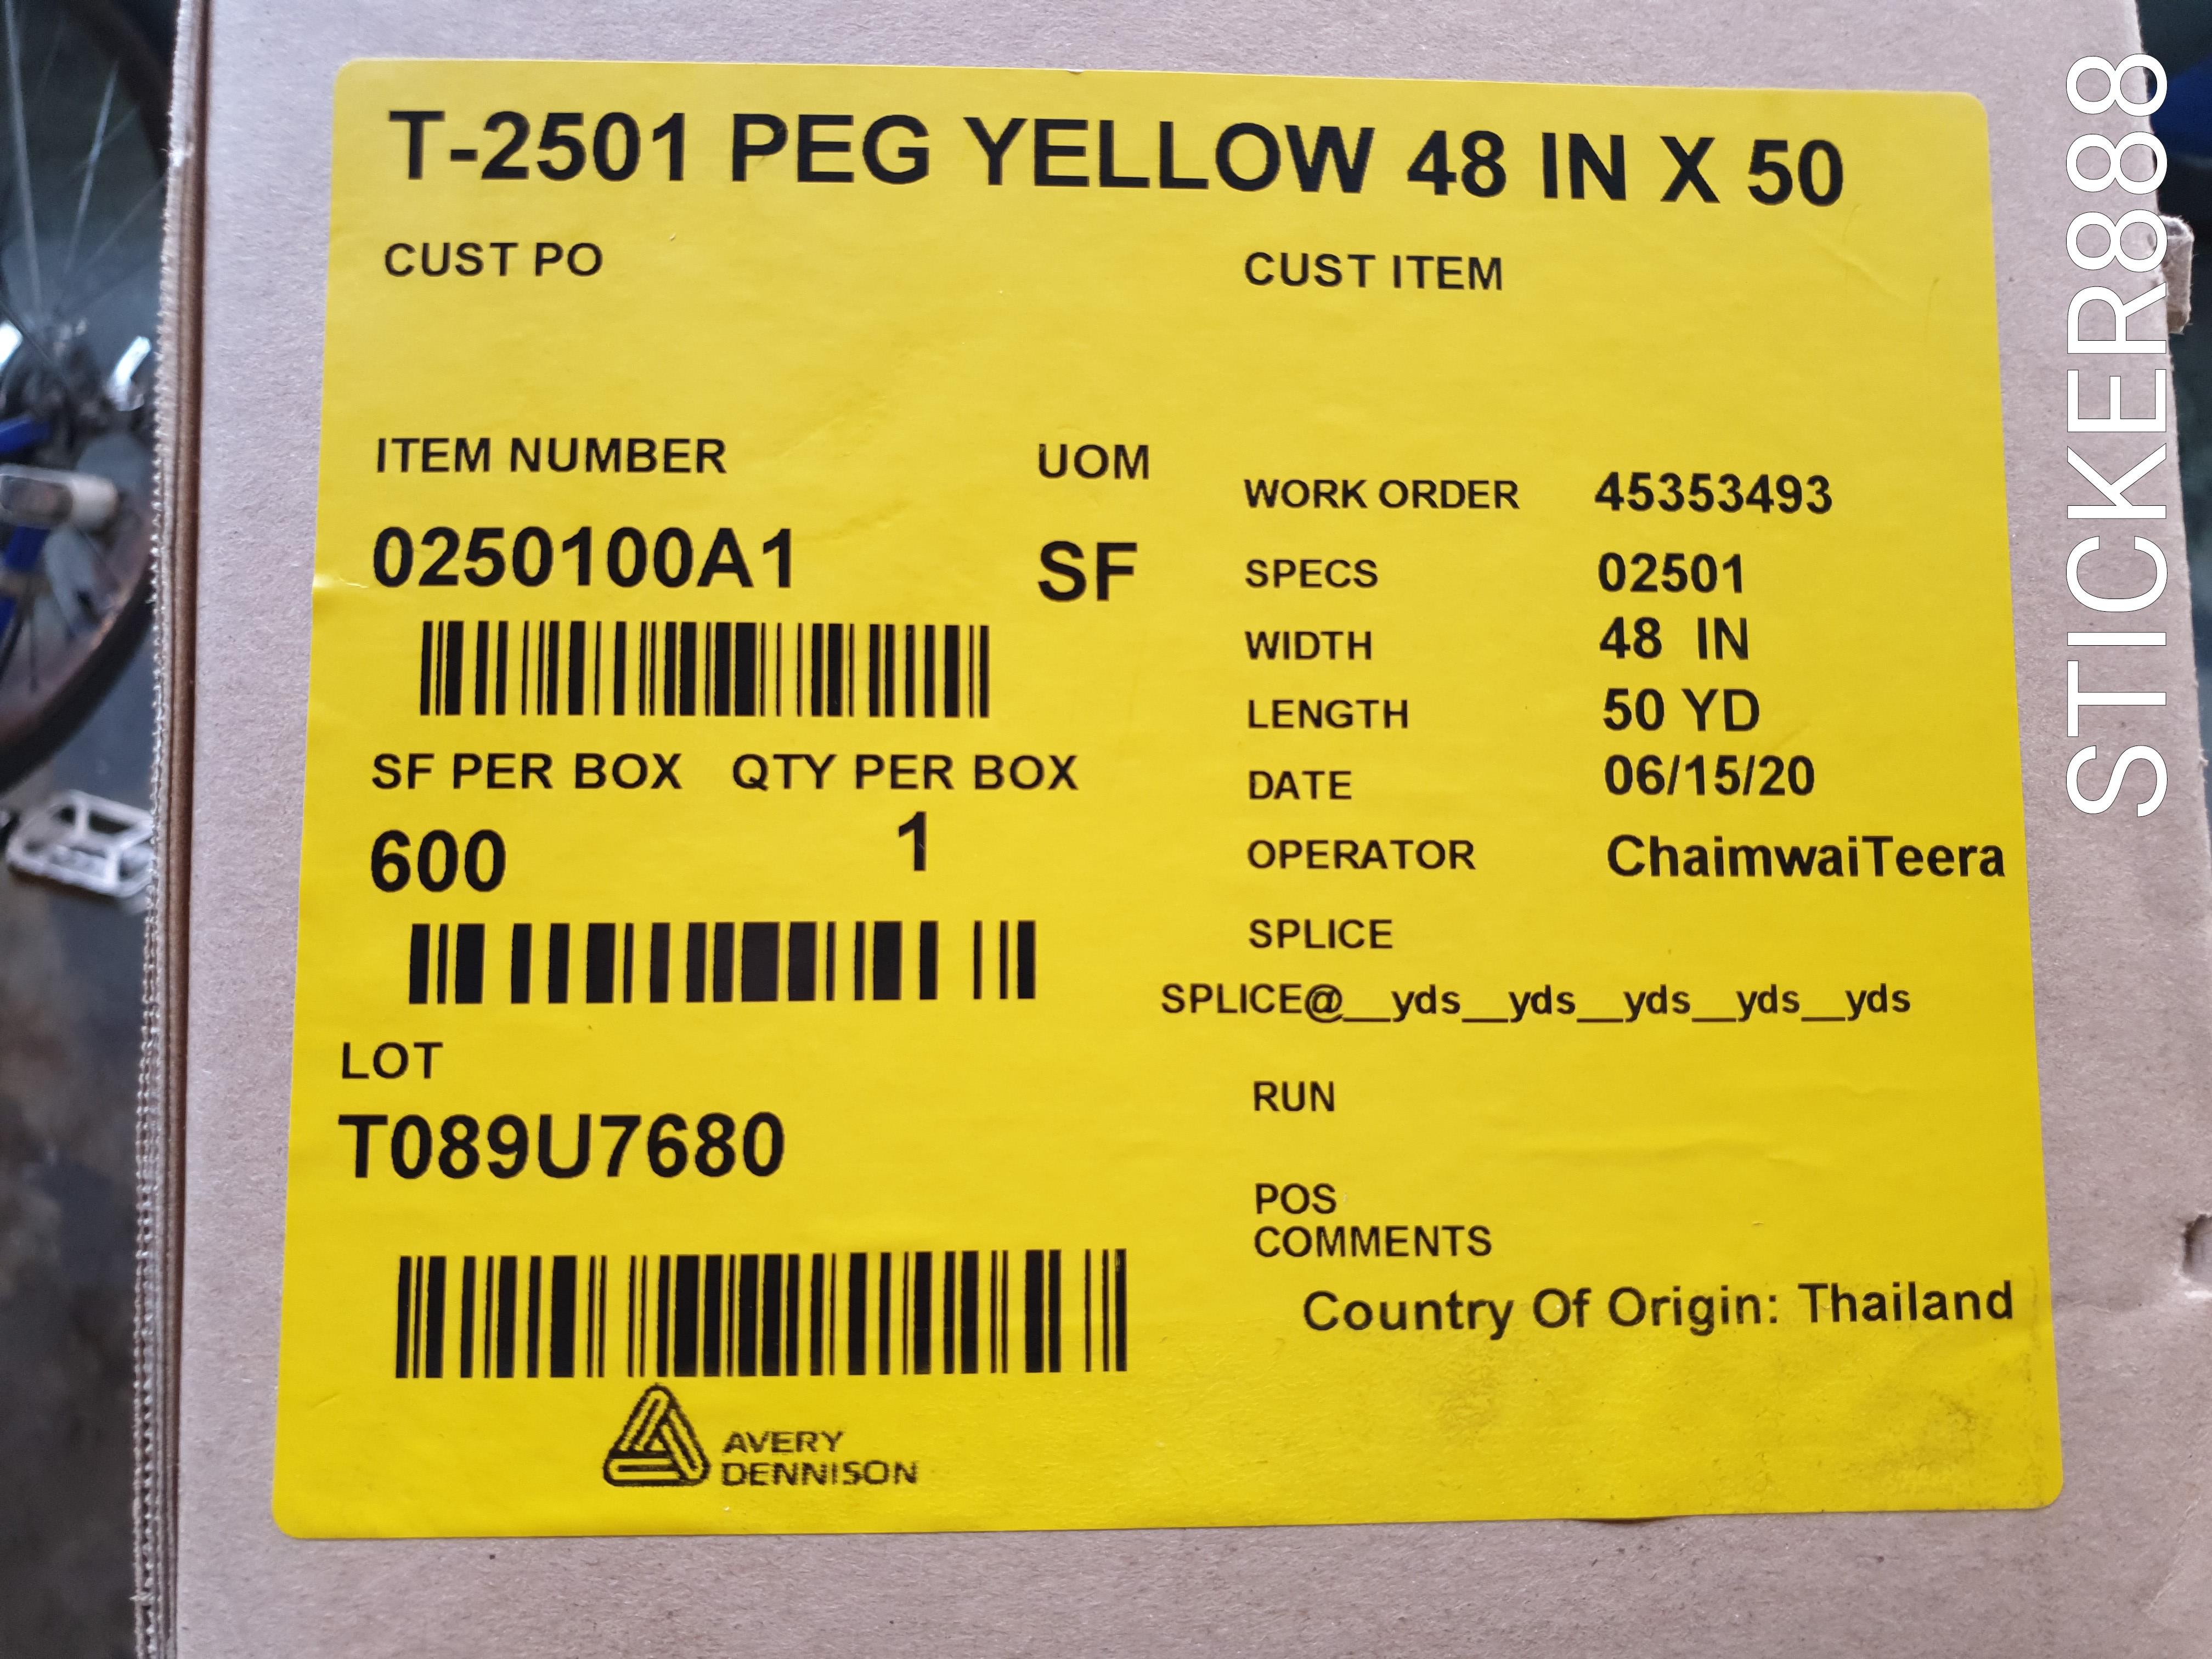 T-2501 PEG YELLOW 48 IN X 50
CUST PO
CUST ITEM
ITEM NUMBER
UOM
0250100A1
SF
SF PER BOX QTY PER BOX
600
1
LOT
T089U7680
WORK ORDER 45353493
SPECS 02501
WIDTH 48 IN
LENGTH 50 YD
DATE 06/15/20
OPERATOR ChaimwaiTeera
SPLICE
SPLICE@__yds__yds__yds__yds__yds
RUN
POS
COMMENTS
Country Of Origin: Thailand
AVERY
DENNISON
STICKER888